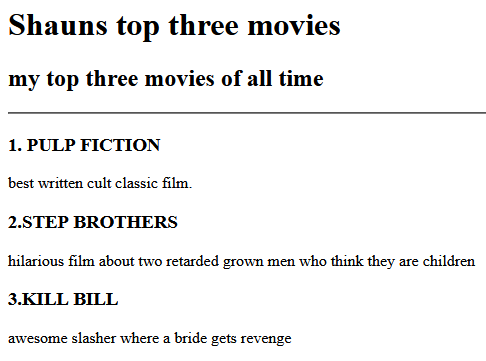 Shauns top three movies
my top three movies of all time
1. PULP FICTION
best written cult classic film.
2.STEP BROTHERS
hilarious film about two retarded grown men who think they are children
3.KILL BILL
awesome slasher where a bride gets revenge